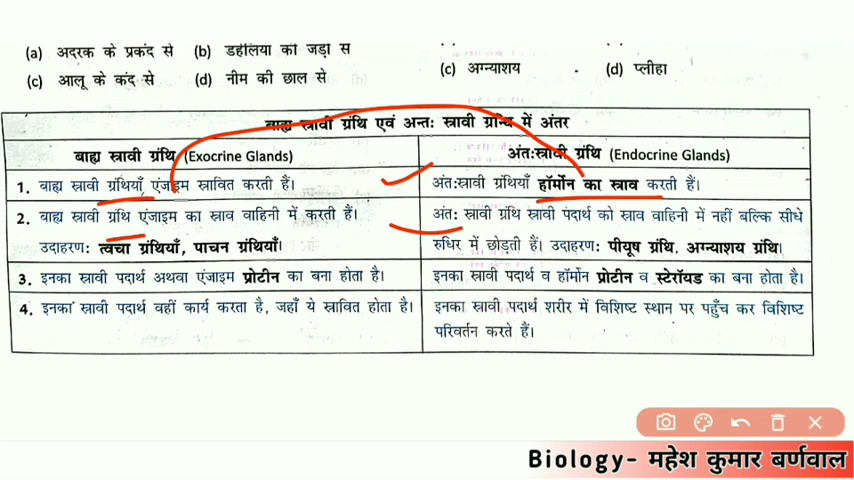 (a) अदरक के प्रकंद से (b) डहेलिया की जड़ों से
(c) आलू के कंद से (d) नीम की छाल से
(c) अग्न्याशय (d) प्लीहा
बाह्य स्त्रावी ग्रंथि एवं अन्तः स्त्रावी ग्रन्थि में अंतर
बाह्य स्त्रावी ग्रंथि (Exocrine Glands)
अंतःस्त्रावी ग्रंथि (Endocrine Glands)
1. बाह्य स्त्रावी ग्रंथियाँ एंजाइम स्त्रावित करती हैं।
अंतःस्त्रावी ग्रंथियाँ हॉर्मोन का स्त्राव करती हैं।
2. बाह्य स्त्रावी ग्रंथि एंजाइम का स्त्राव वाहिनी में करती हैं।
उदाहरणः त्वचा ग्रंथियाँ, पाचन ग्रंथियाँ।
अंतः स्त्रावी ग्रंथि स्त्रावी पदार्थ को स्त्राव वाहिनी में नहीं बल्कि सीधे
रुधिर में छोड़ती हैं। उदाहरणः पीयूष ग्रंथि, अग्न्याशय ग्रंथि।
3. इनका स्त्रावी पदार्थ अथवा एंजाइम प्रोटीन का बना होता है।
इनका स्त्रावी पदार्थ व हॉर्मोन प्रोटीन व स्टेरॉयड का बना होता है।
4. इनका स्त्रावी पदार्थ वहीं कार्य करता है, जहाँ ये स्त्रावित होता है।
इनका स्त्रावी पदार्थ शरीर में विशिष्ट स्थान पर पहुँच कर विशिष्ट
परिवर्तन करते हैं।
Biology- महेश कुमार बर्णवाल